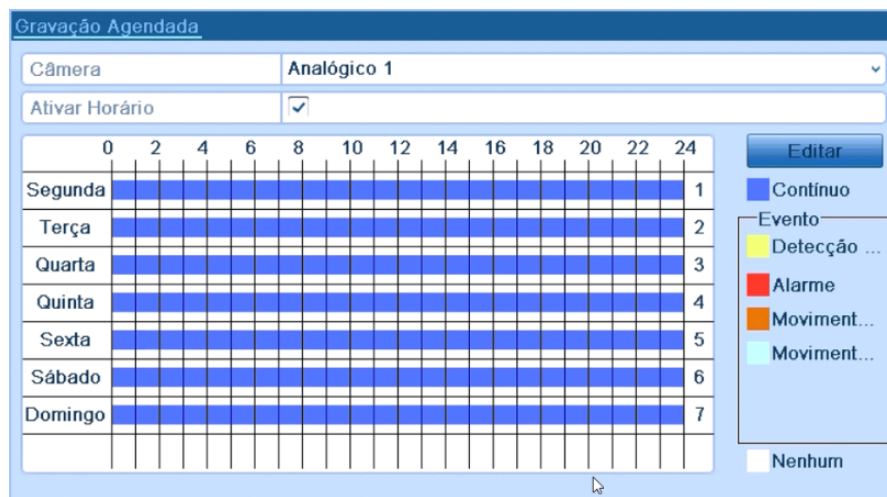 Gravação Agendada
Câmera Analógico 1
Ativar Horário
0 2 4 6 8 10 12 14 16 18 20 22 24
Segunda 1
Terça 2
Quarta 3
Quinta 4
Sexta 5
Sábado 6
Domingo 7
Editar
Contínuo
Evento
Detecção ...
Alarme
Moviment...
Moviment...
Nenhum